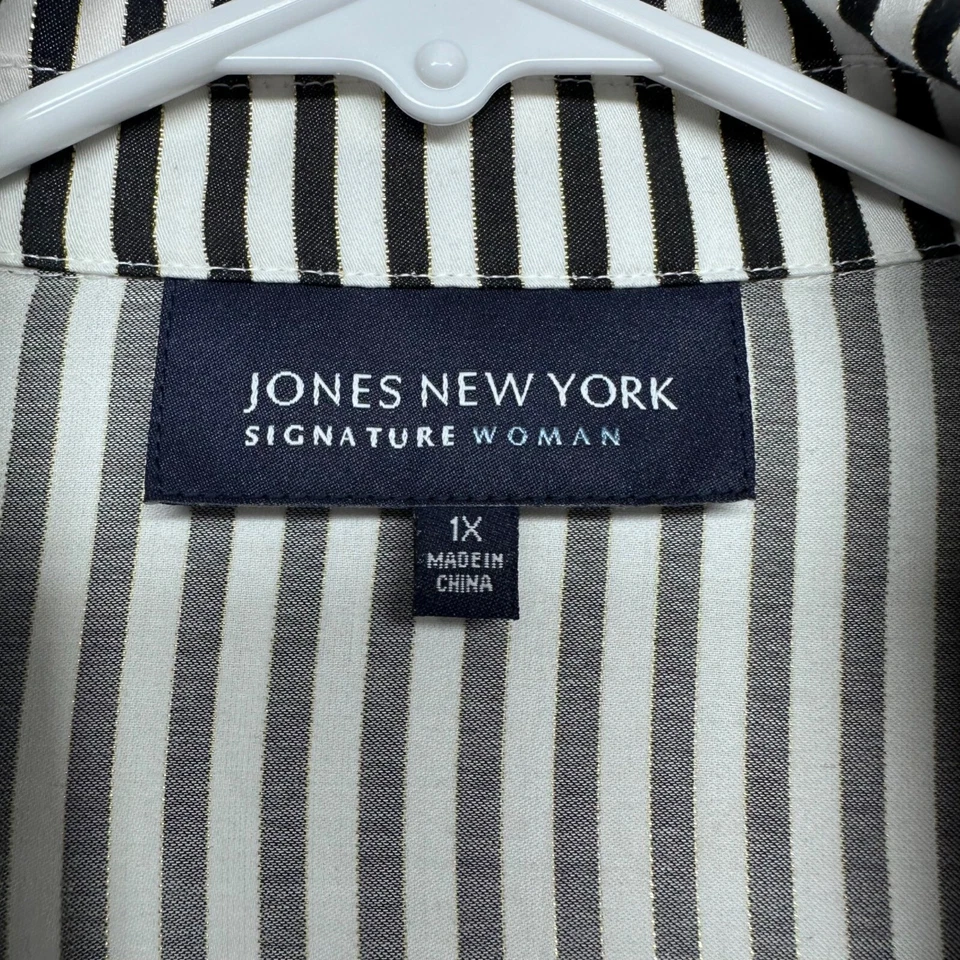 JONES NEW YORK
SIGNATURE WOMAN
1X
MADE IN
CHINA